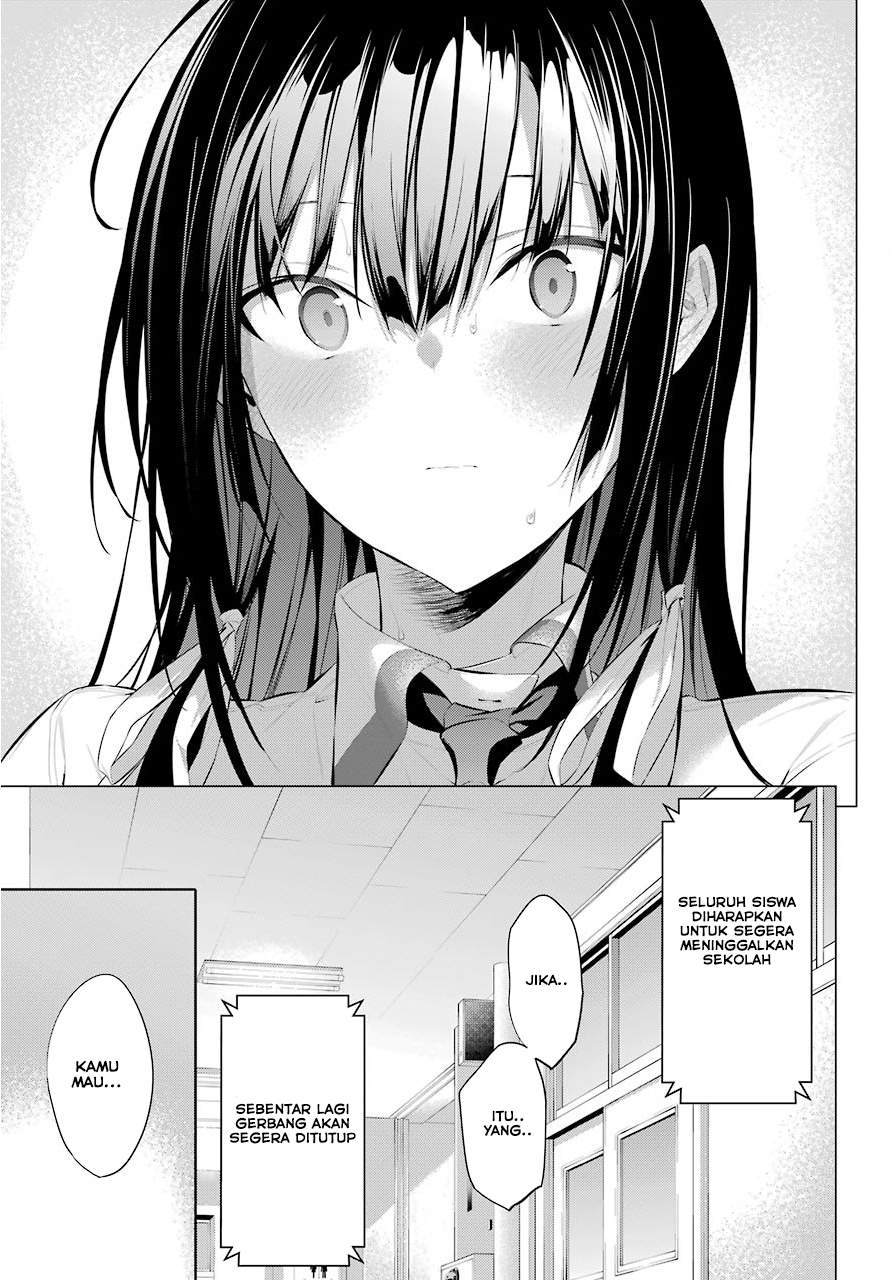 SELURUH SISWA
DIHARAPKAN
UNTUK SEGERA
MENINGGALKAN
SEKOLAH
JIKA..
ITU..
YANG..
SEBENTAR LAGI
GERBANG AKAN
SEGERA DITUTUP
KAMU
MAU...